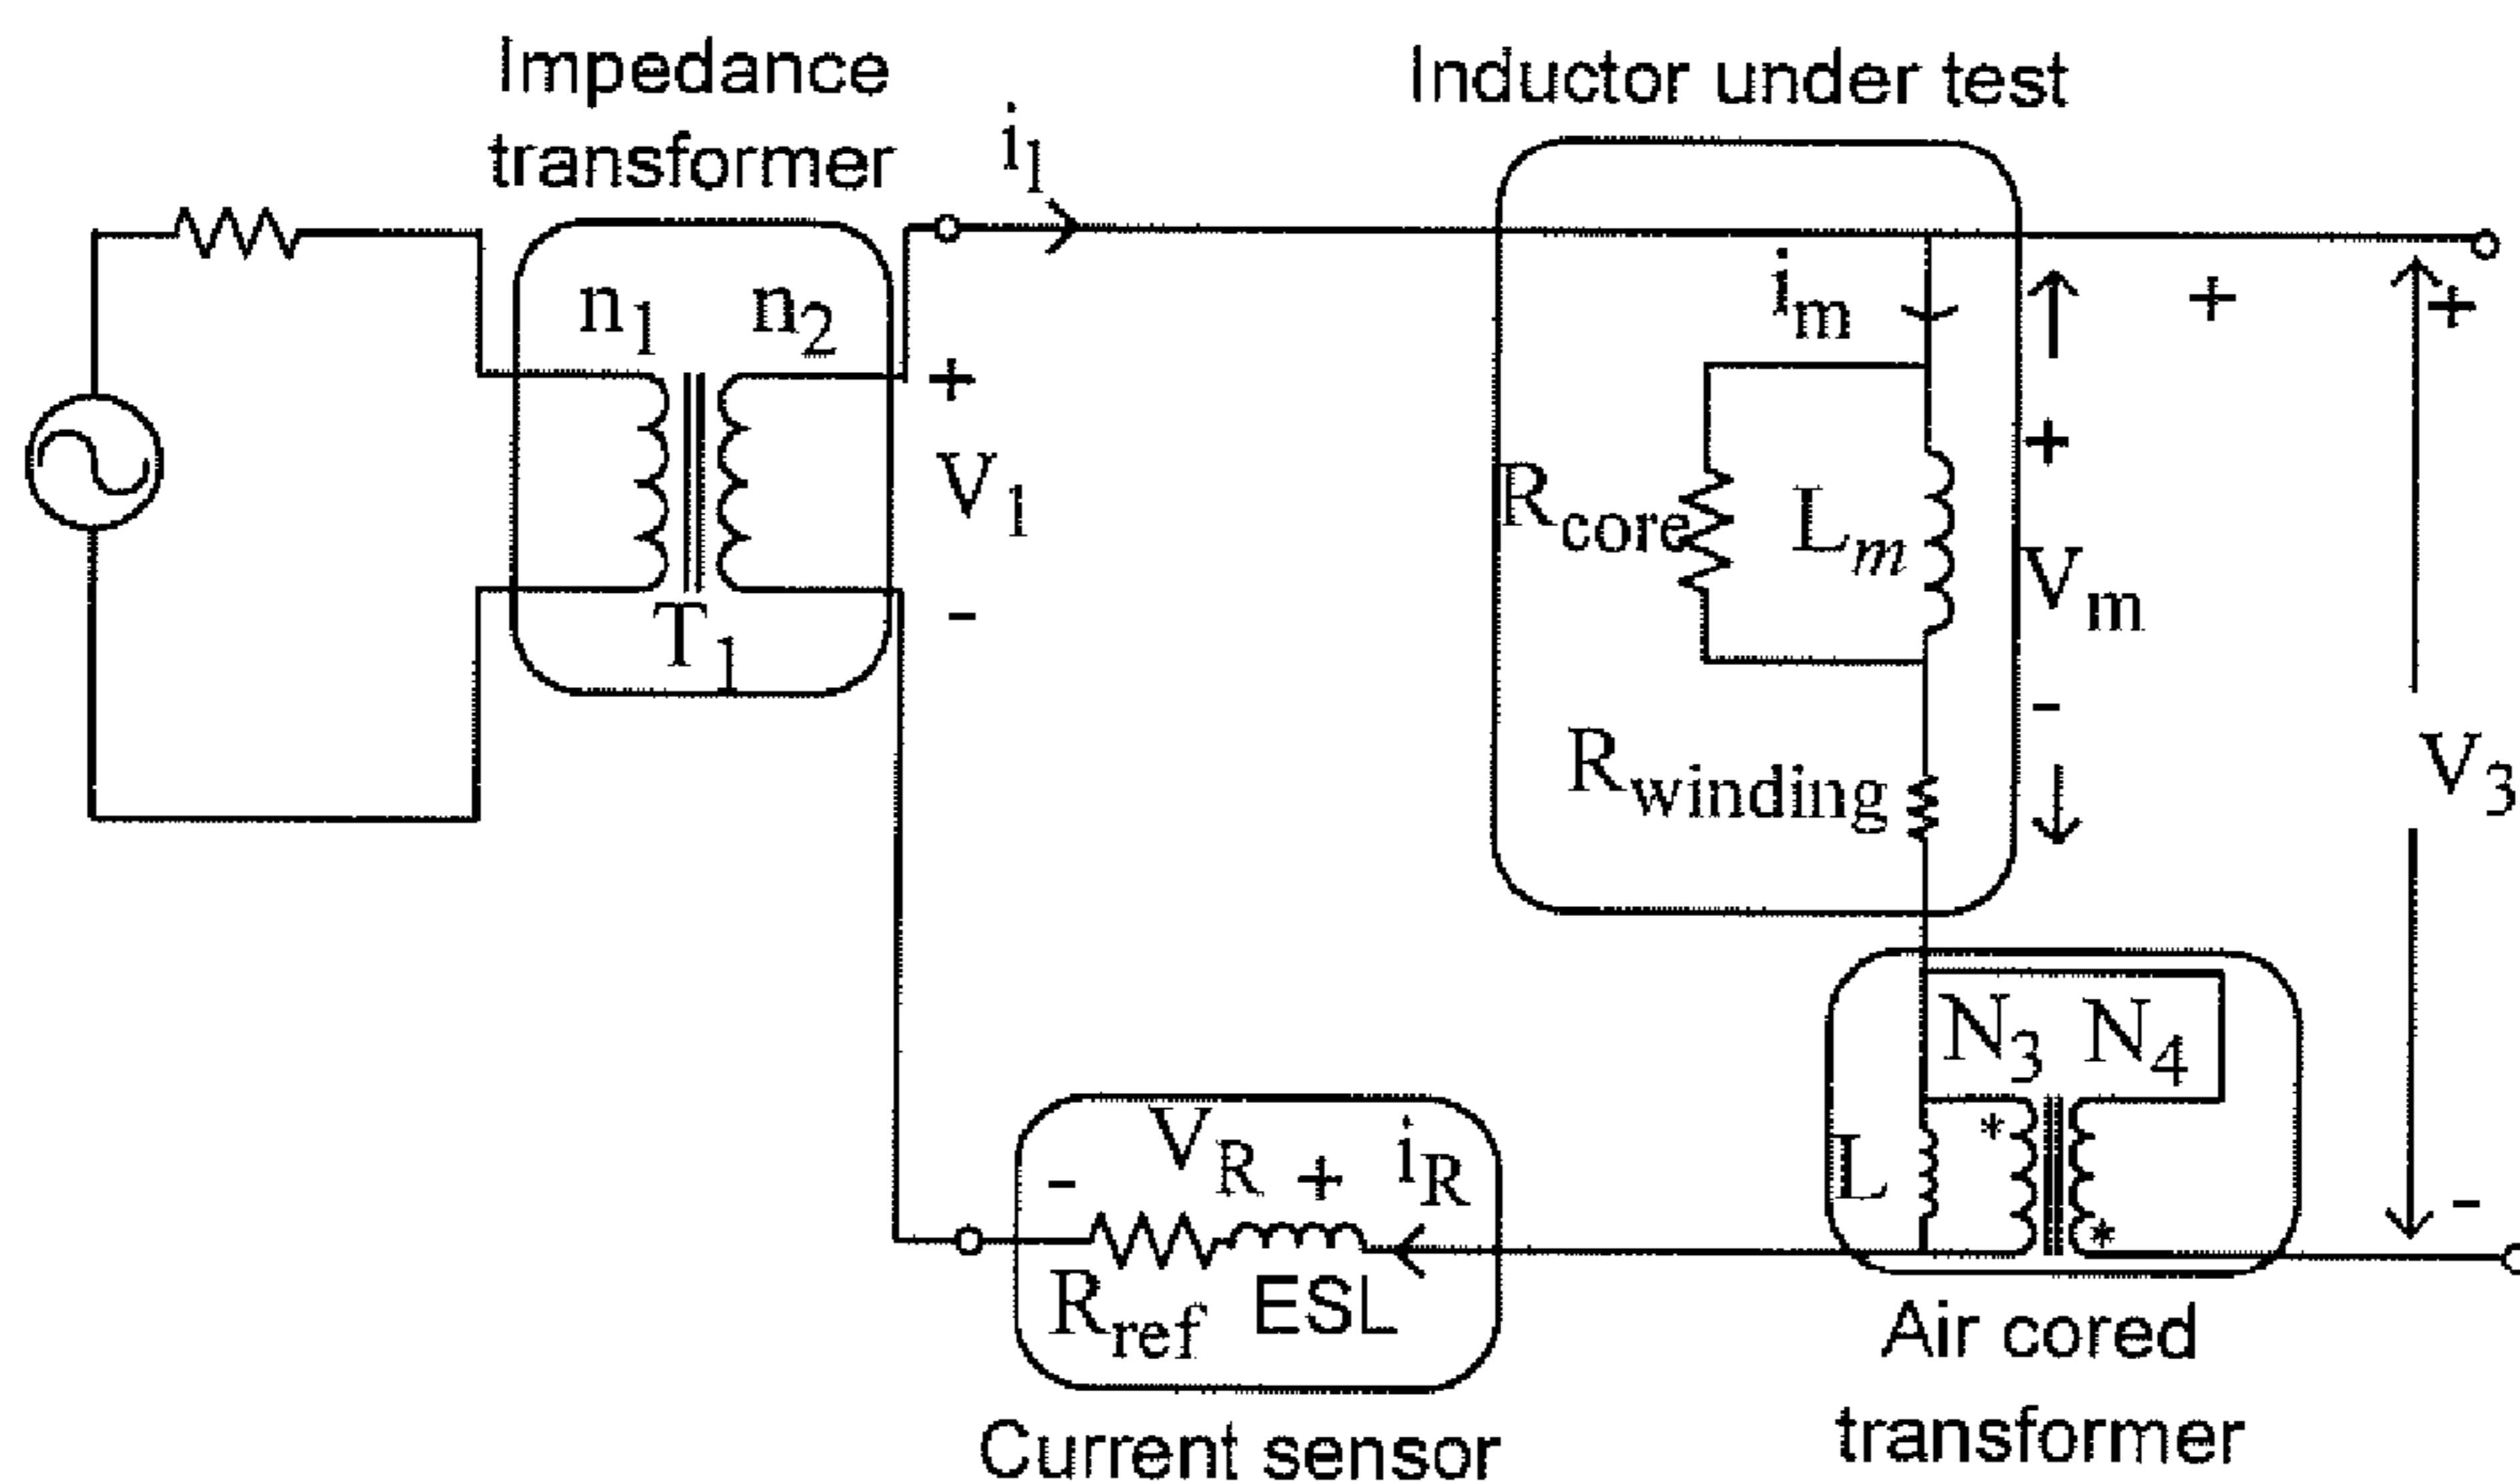 Impedance
transformer
i1
Inductor under test
n1 n2
+
V1
-
T1
im
+
+
+
Rcore
Lm
Vm
-
Rwinding
V3
-
N3 N4
*
*
L
VR
- +
iR
Rref ESL
Current sensor
Air cored
transformer